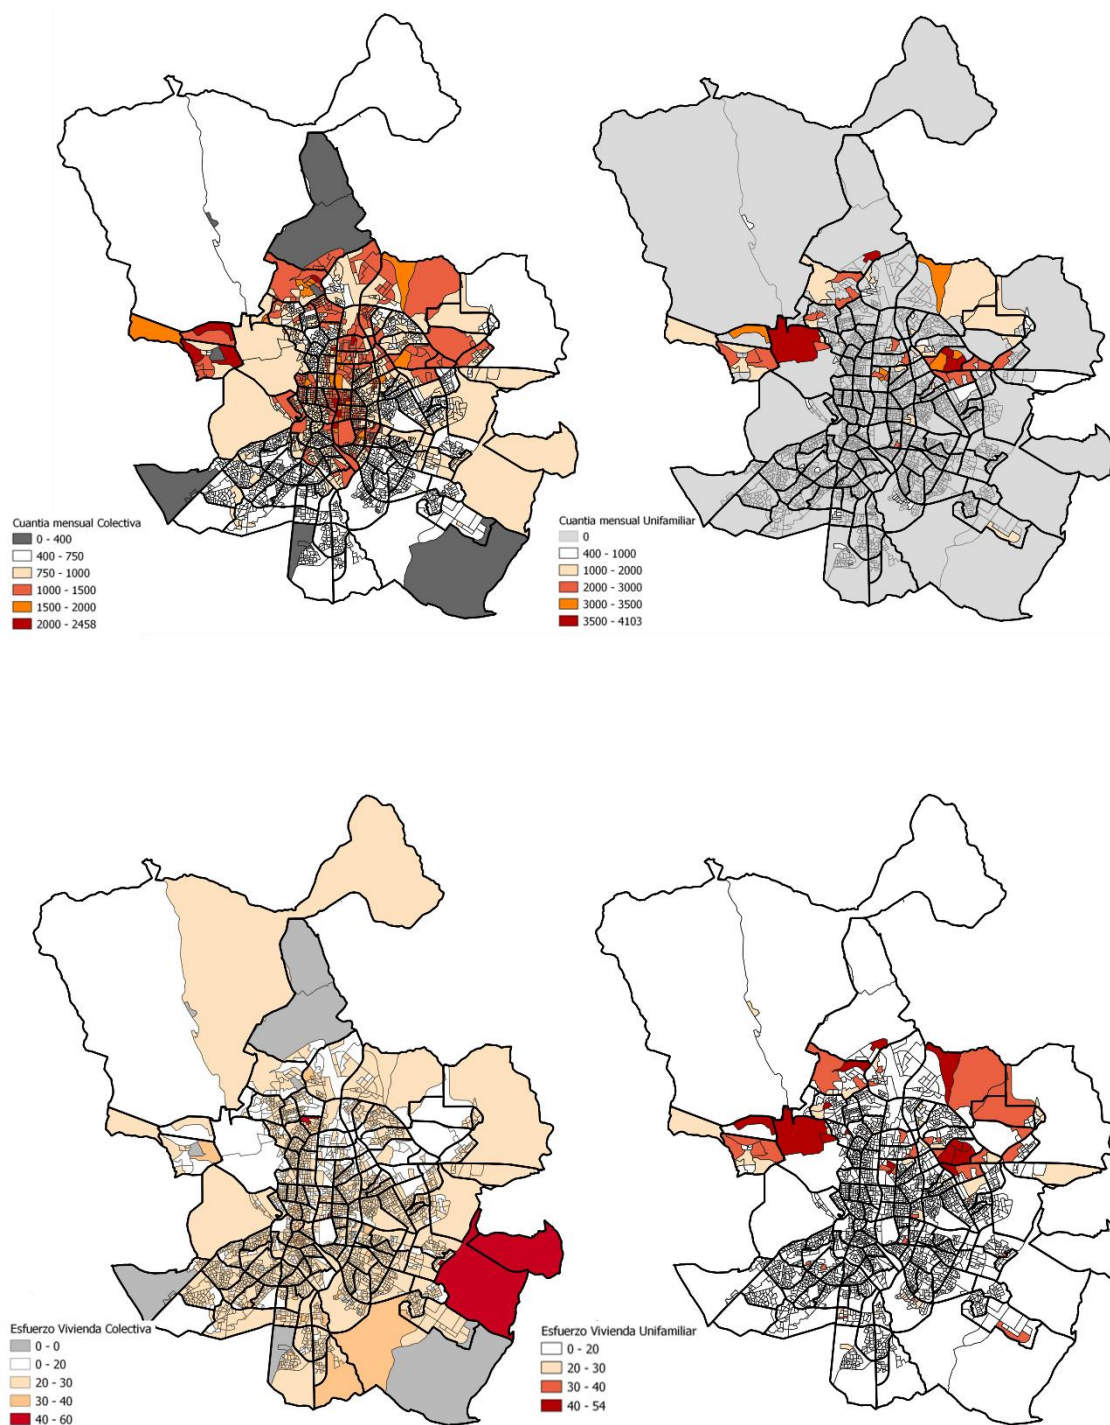 Cuantia mensual Colectiva
0 - 400
400 - 750
750 - 1000
1000 - 1500
1500 - 2000
2000 - 2458
Cuantia mensual Unifamiliar
0
400 - 1000
1000 - 2000
2000 - 3000
3000 - 3500
3500 - 4103
Esfuerzo Vivienda Colectiva
0 - 0
0 - 20
20 - 30
30 - 40
40 - 60
Esfuerzo Vivienda Unifamiliar
0 - 20
20 - 30
30 - 40
40 - 54